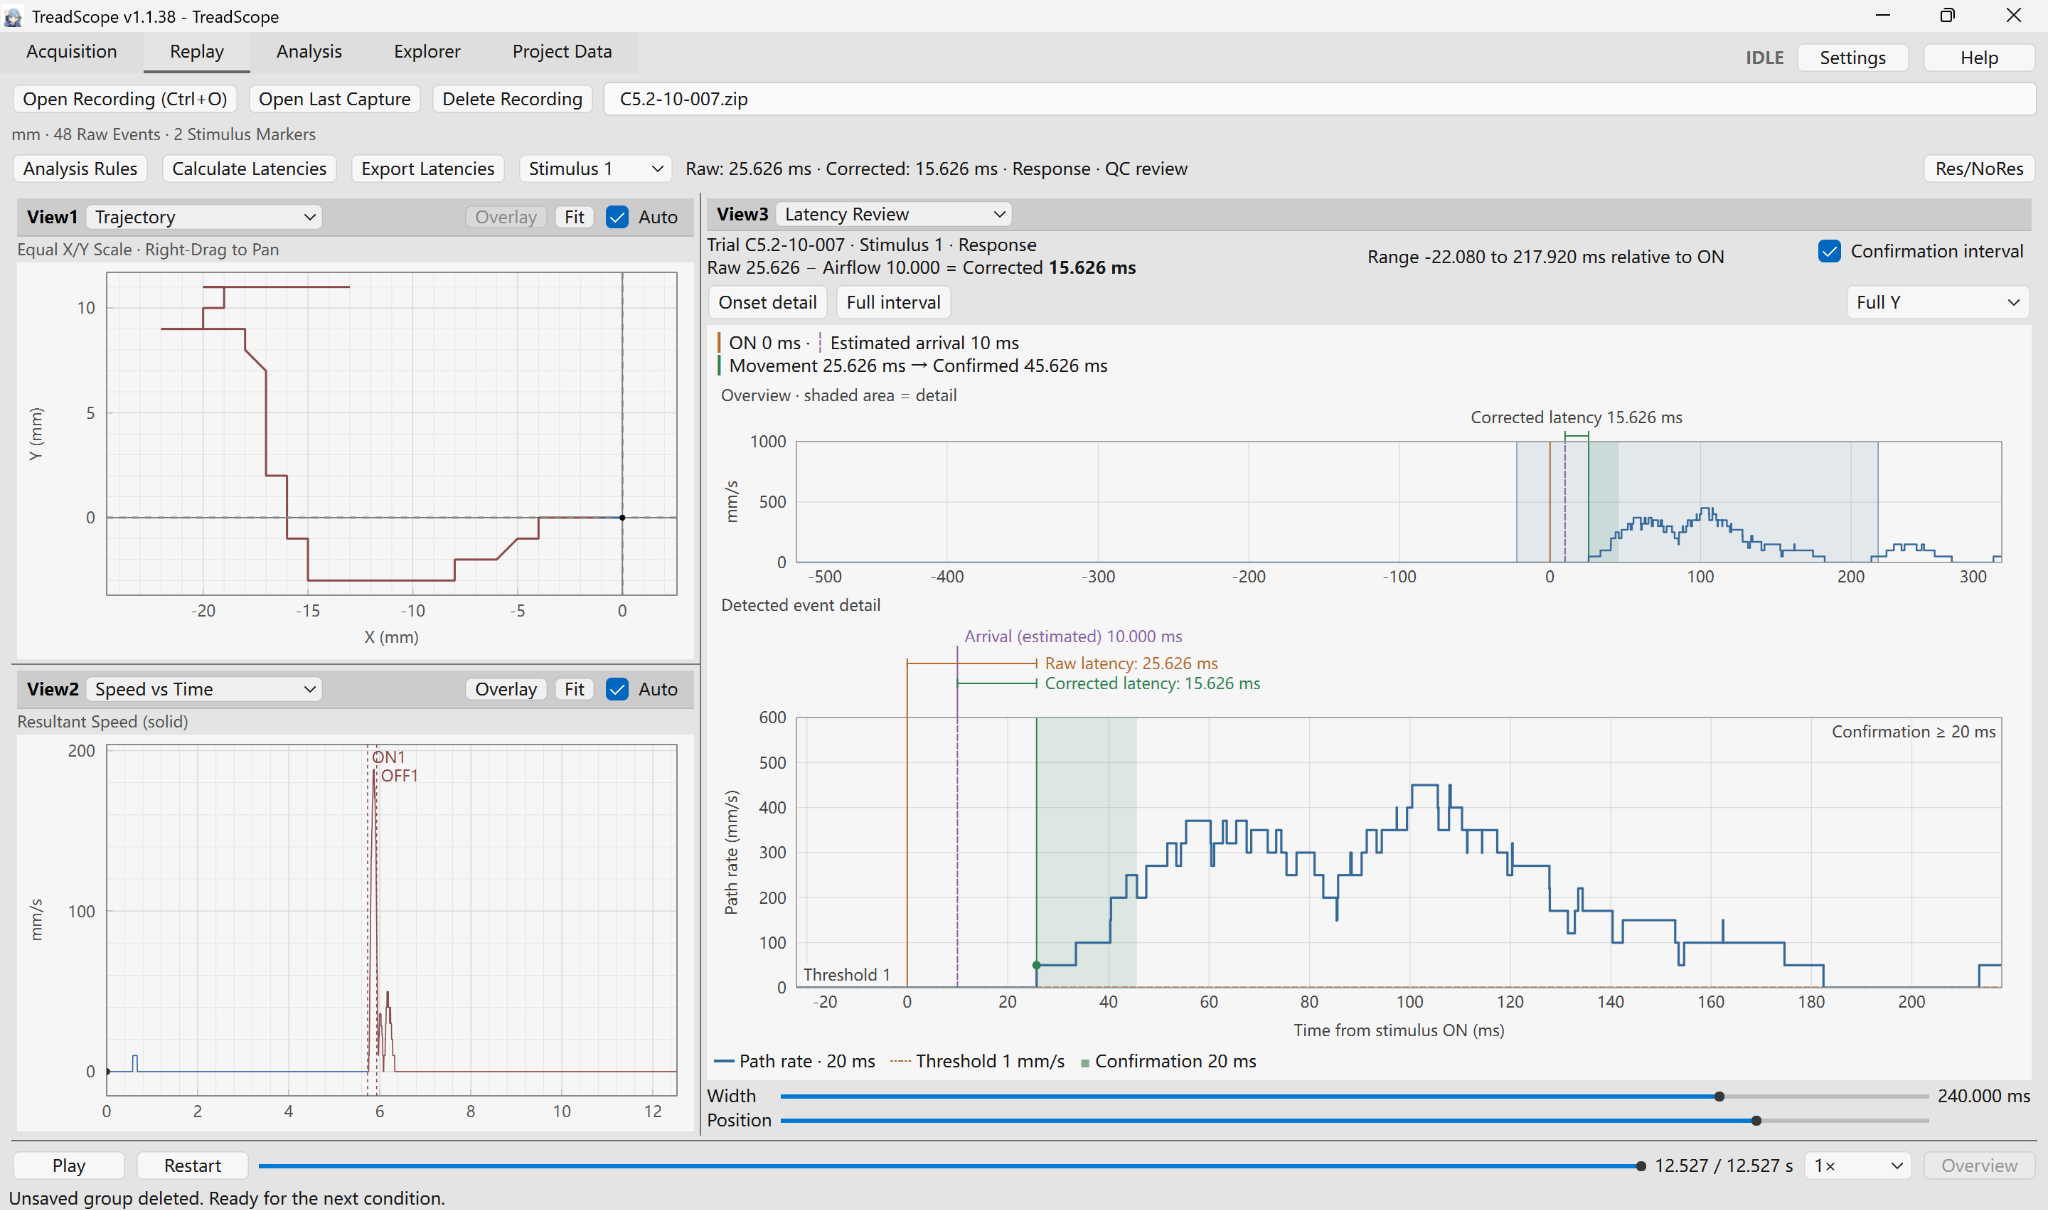 TreadScope v1.1.38 - TreadScope
Acquisition Replay Analysis Explorer Project Data IDLE Settings Help
Open Recording (Ctrl+O) Open Last Capture Delete Recording C5.2-10-007.zip
mm · 48 Raw Events · 2 Stimulus Markers
Analysis Rules Calculate Latencies Export Latencies Stimulus 1 Raw: 25.626 ms · Corrected: 15.626 ms · Response · QC review Res/NoRes
View1 Trajectory Overlay Fit Auto
Equal X/Y Scale · Right-Drag to Pan
10
5
0
Y (mm)
-20 -15 -10 -5 0
X (mm)
View2 Speed vs Time Overlay Fit Auto
Resultant Speed (solid)
200
100
0
mm/s
ON1
OFF1
0 2 4 6 8 10 12
View3 Latency Review
Trial C5.2-10-007 · Stimulus 1 · Response
Raw 25.626 − Airflow 10.000 = Corrected 15.626 ms
Range -22.080 to 217.920 ms relative to ON
Confirmation interval
Onset detail Full interval Full Y
ON 0 ms · Estimated arrival 10 ms
Movement 25.626 ms → Confirmed 45.626 ms
Overview · shaded area = detail
Corrected latency 15.626 ms
1000
500
0
mm/s
-500 -400 -300 -200 -100 0 100 200 300
Detected event detail
Arrival (estimated) 10.000 ms
Raw latency: 25.626 ms
Corrected latency: 15.626 ms
600
500
400
300
200
100
0
Path rate (mm/s)
Confirmation ≥ 20 ms
Threshold 1
-20 0 20 40 60 80 100 120 140 160 180 200
Time from stimulus ON (ms)
Path rate · 20 ms Threshold 1 mm/s Confirmation 20 ms
Width 240.000 ms
Position
Play Restart 12.527 / 12.527 s 1× Overview
Unsaved group deleted. Ready for the next condition.